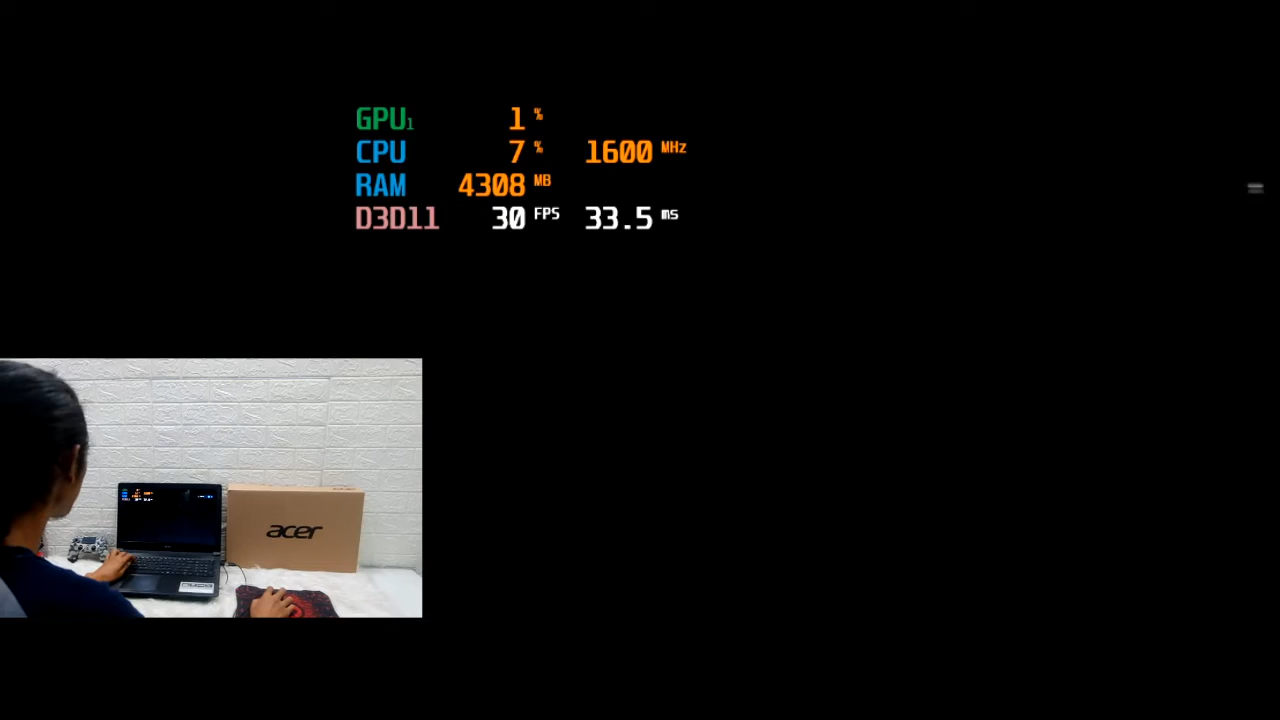 GPU1 1 % 
CPU 7 % 1600 MHz
RAM 4308 MB
D3D11 30 FPS 33.5 ms
acer